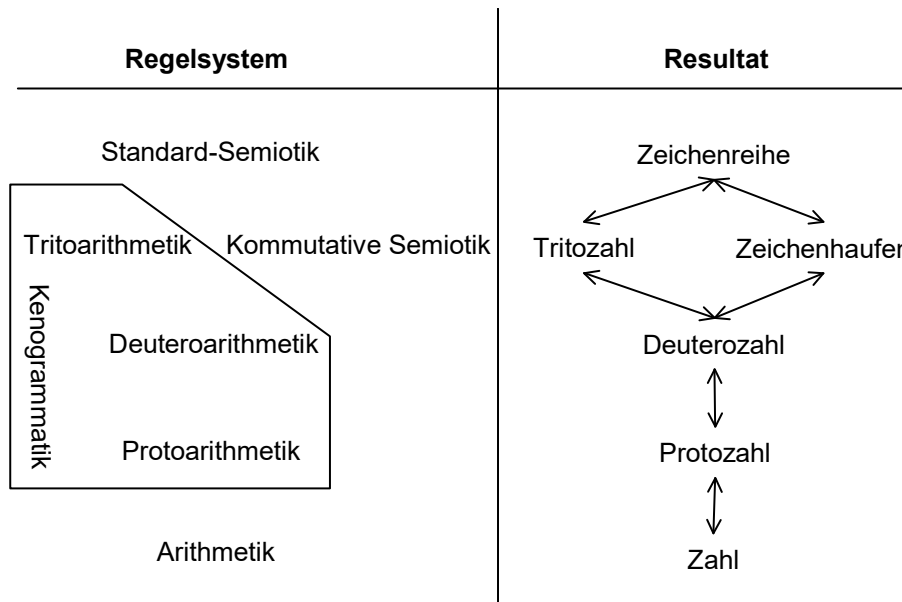 Regelsystem Resultat
Standard-Semiotik Zeichenreihe
Tritoarithmetik Kommutative Semiotik Tritozahl Zeichenhaufen
Kenogrammatik
Deuteroarithmetik Deuterozahl
Protoarithmetik Protozahl
Arithmetik Zahl